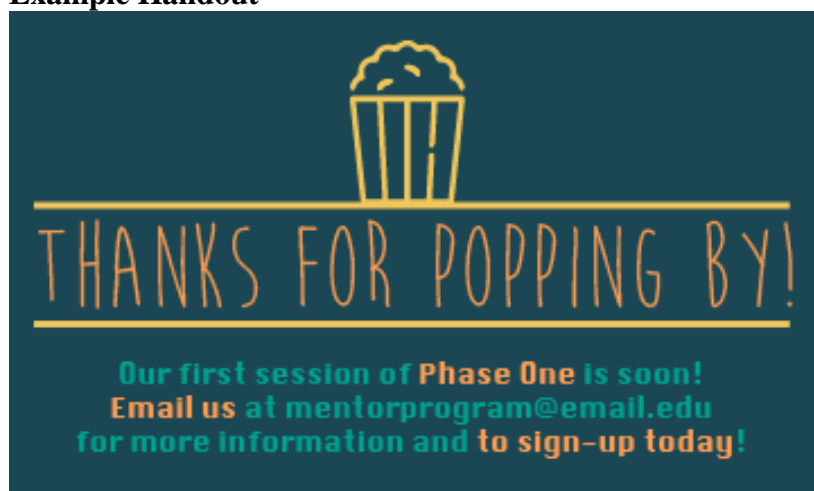 Example Handout
THANKS FOR POPPING BY!
Our first session of Phase One is soon!
Email us at mentorprogram@email.edu
for more information and to sign-up today!